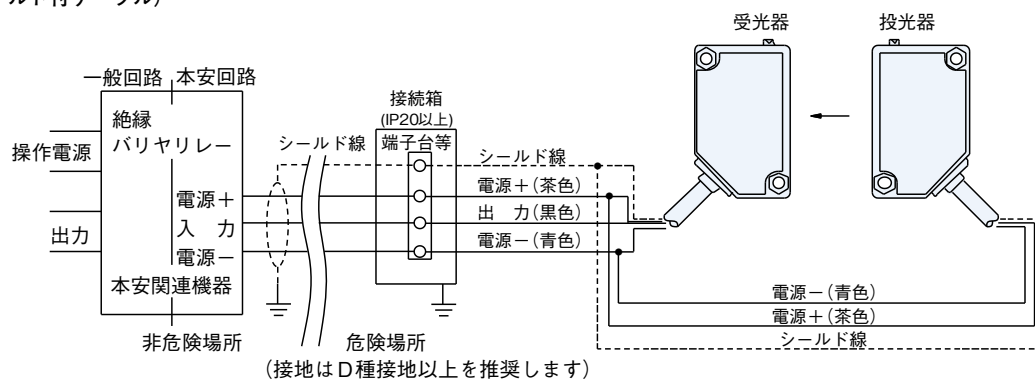 ルド付ケーブル)
受光器
投光器
一般回路
本安回路
絶縁
バリヤリレー
操作電源
電源+
入 力
電源-
出力
本安関連機器
非危険場所
シールド線
接続箱
(IP20以上)
端子台等
シールド線
電源+(茶色)
出 力(黒色)
電源-(青色)
電源-(青色)
電源+(茶色)
シールド線
危険場所
(接地はD種接地以上を推奨します)